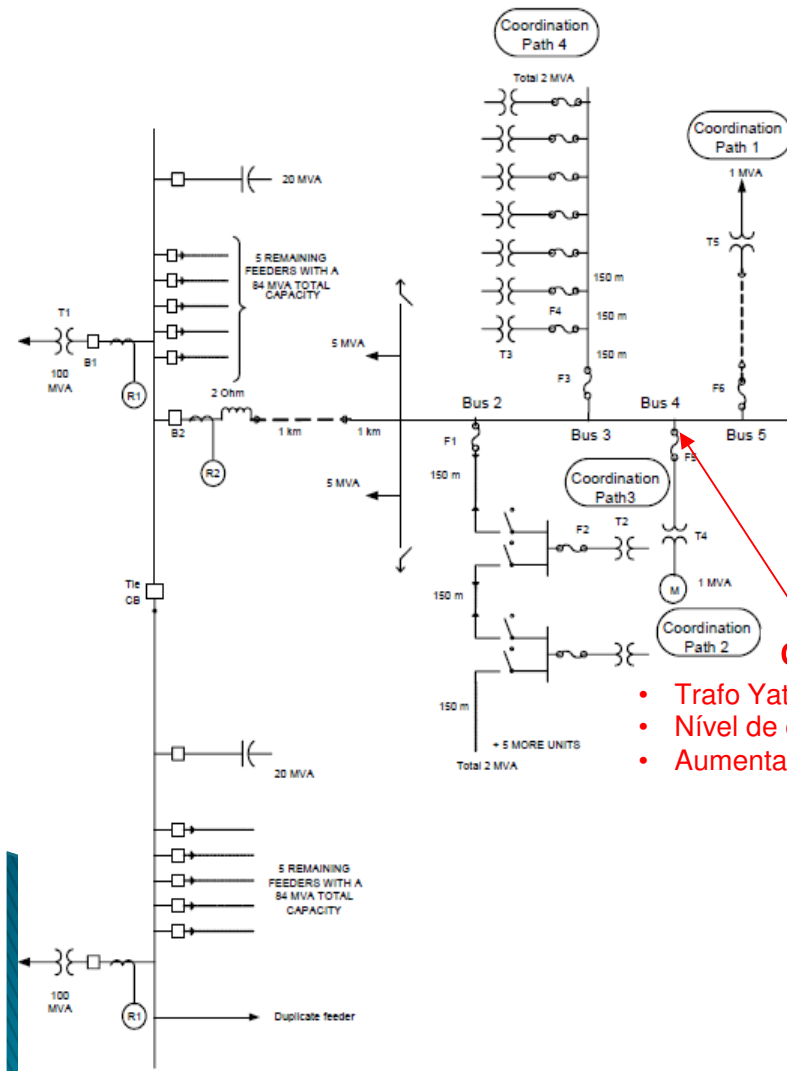 Coordination
Path 4
Total 2 MVA
Coordination
Path 1
1 MVA
20 MVA
T5
5 REMAINING
FEEDERS WITH A
84 MVA TOTAL
CAPACITY
150 m
F4
150 m
T1
5 MVA
T3
150 m
B1
100
MVA
R1
2 Ohm
F3
F6
Bus 2
Bus 4
B2
1 km
1 km
F1
Bus 3
Bus 5
R2
150 m
F5
5 MVA
Coordination
Path3
F2
T2
T4
Tie
CB
150 m
M
1 MVA
Coordination
Path 2
150 m
• Trafo
• Nível de
• Aumenta
+ 5 MORE UNITS
Total 2 MVA
20 MVA
5 REMAINING
FEEDERS WITH A
84 MVA TOTAL
CAPACITY
100
MVA
R1
Duplicate feeder